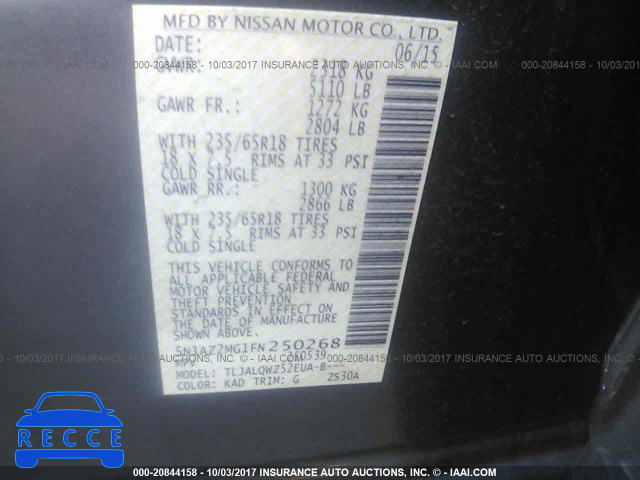 MFD BY NISSAN MOTOR CO., LTD.
DATE: 06/15
000-20844158 - 10/03/2017 INSURANCE AUTO AUCTIONS, INC. - © IAAI.COM
GVWR: 2318 KG
5110 LB
GAWR FR.: 1272 KG
2804 LB
WITH 235/65R18 TIRES
18 X 7.5 RIMS AT 33 PSI
COLD SINGLE
GAWR RR.: 1300 KG
2866 LB
WITH 235/65R18 TIRES
18 X 7.5 RIMS AT 33 PSI
COLD SINGLE
THIS VEHICLE CONFORMS TO
ALL APPLICABLE FEDERAL
MOTOR VEHICLE SAFETY AND
THEFT PREVENTION
STANDARDS IN EFFECT ON
THE DATE OF MANUFACTURE
SHOWN ABOVE.
5N1AZ2MG1FN250268
000-20844158 - 10/03/2017 INSURANCE AUTO AUCTIONS, INC. - © IAAI.COM
MPV
MODEL: TLJALQWZ52EUA-B---
COLOR: KAD TRIM: G ZS30A
RECCE
000-20844158 - 10/03/2017 INSURANCE AUTO AUCTIONS, INC. - © IAAI.COM